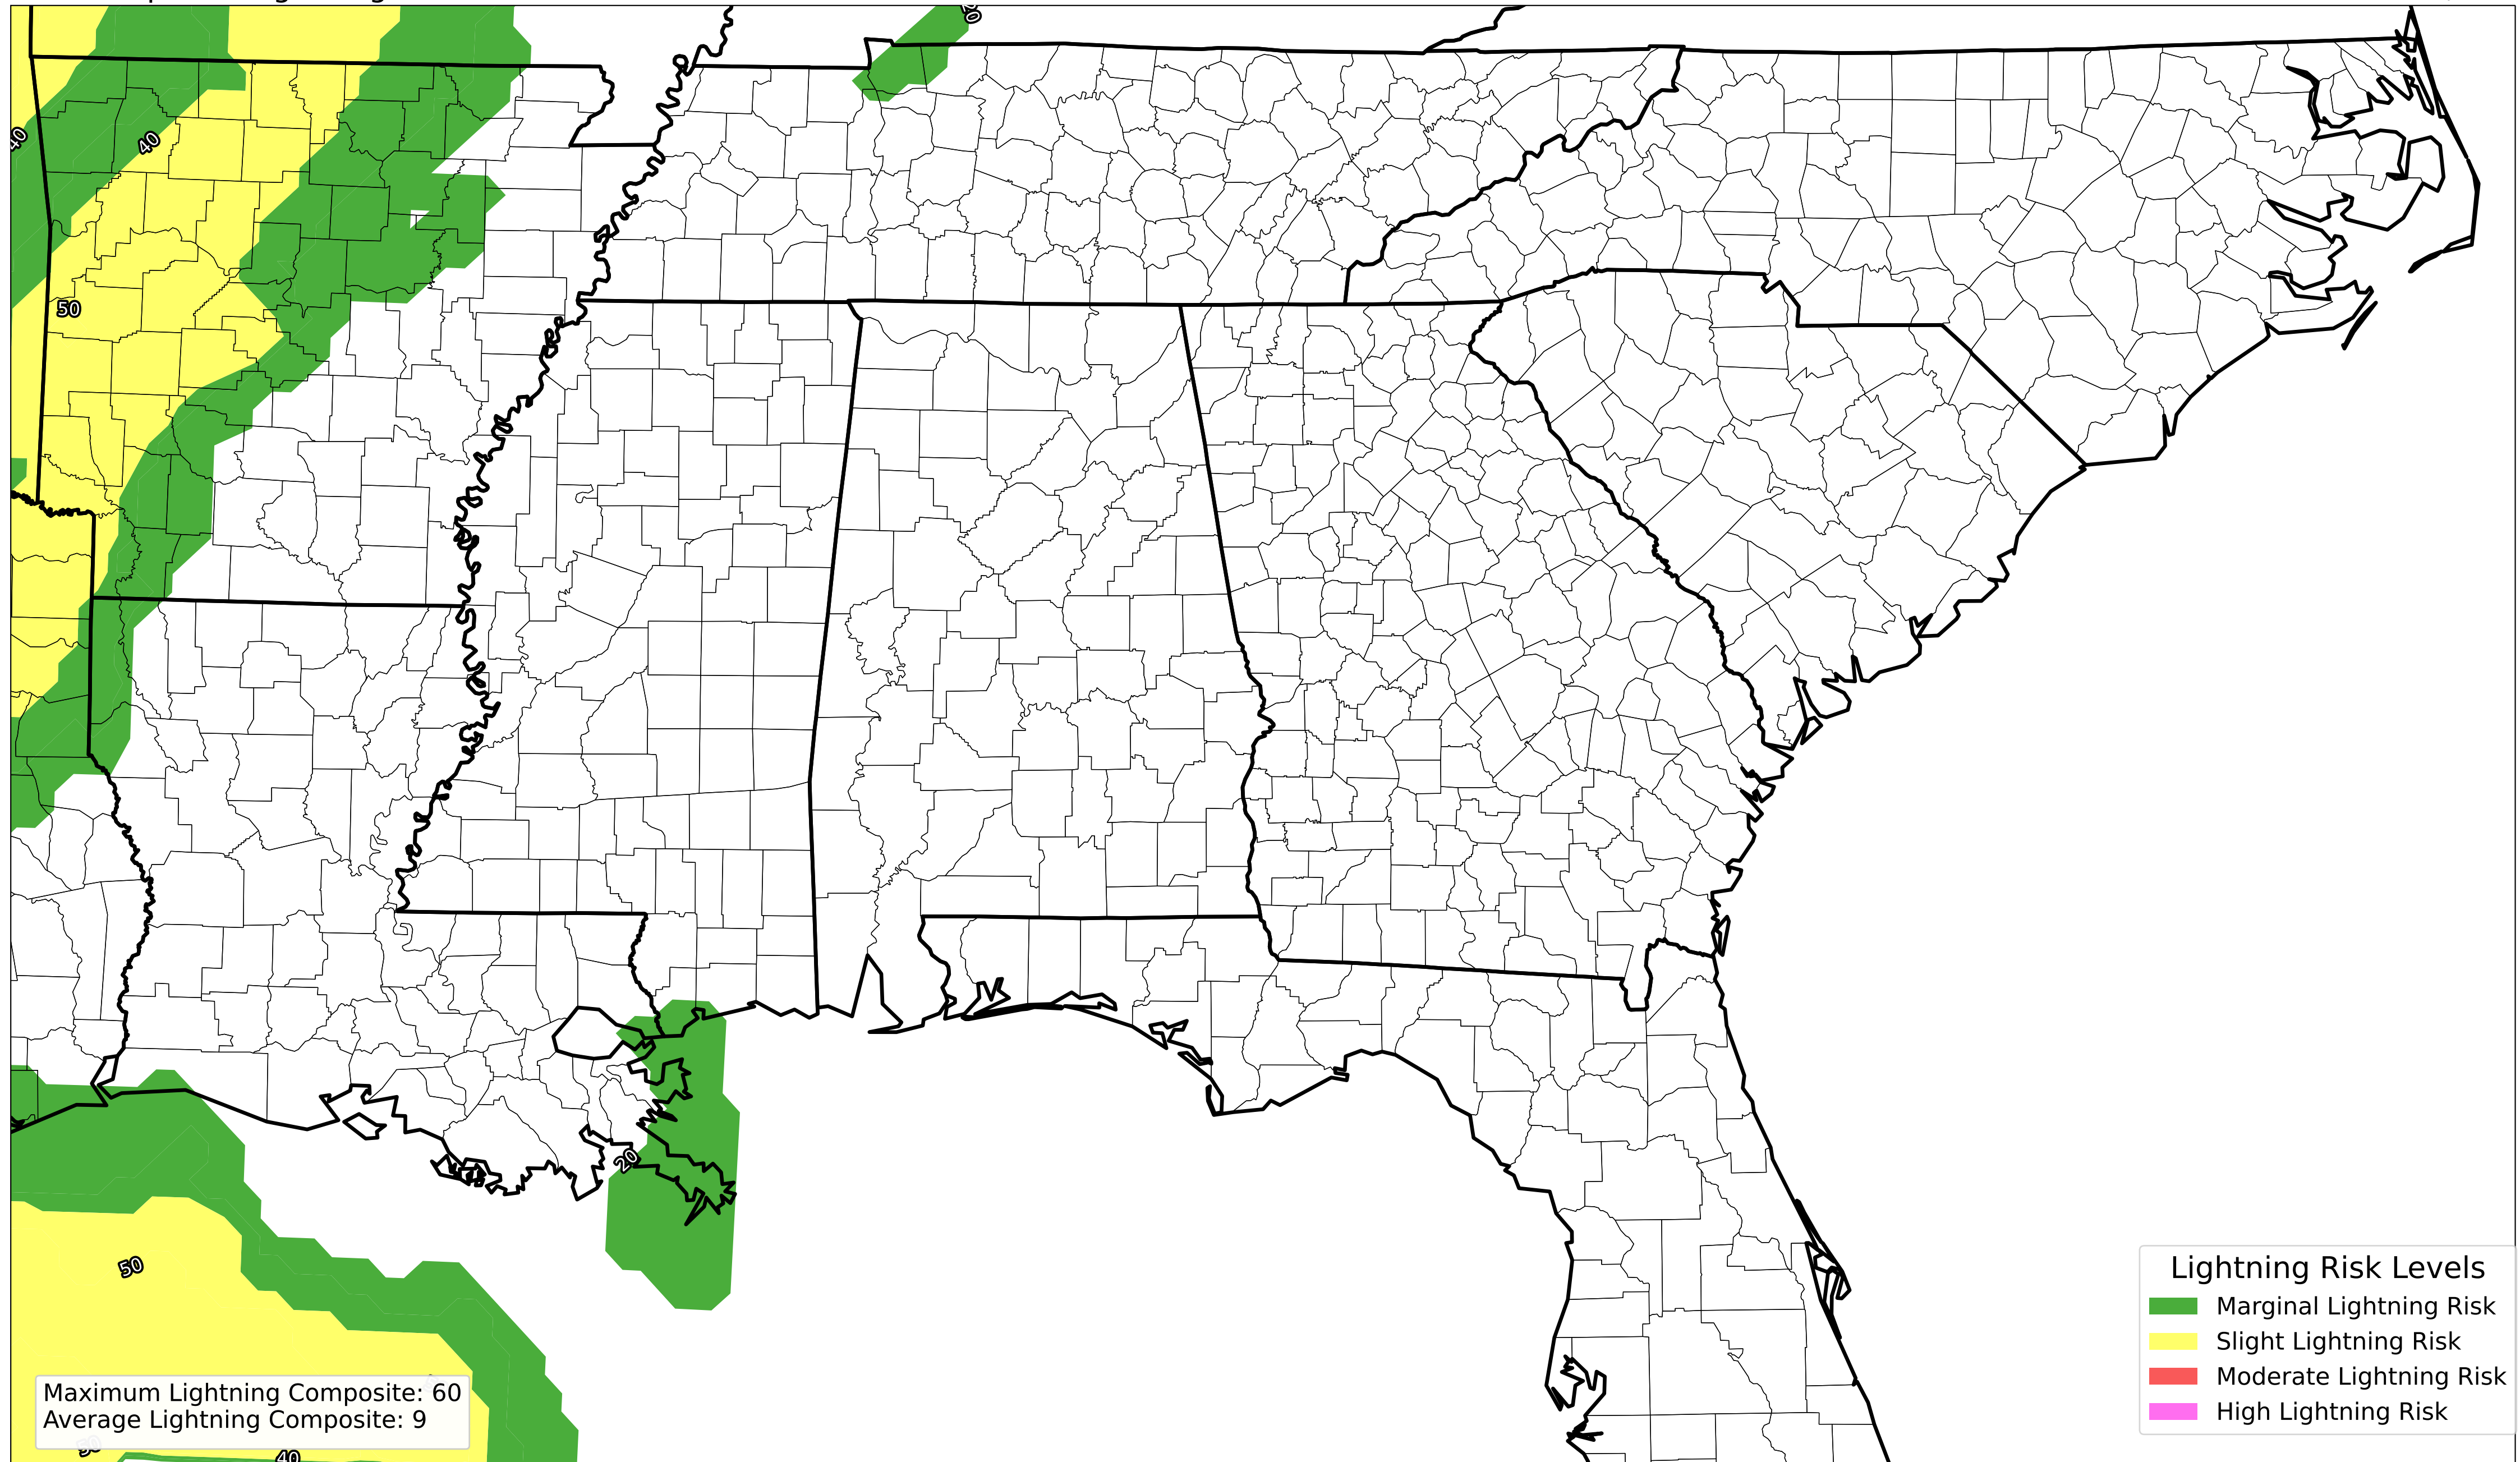 40
40
50
20
50
40
Maximum Lightning Composite: 60
Average Lightning Composite: 9
Lightning Risk Levels
Marginal Lightning Risk
Slight Lightning Risk
Moderate Lightning Risk
High Lightning Risk